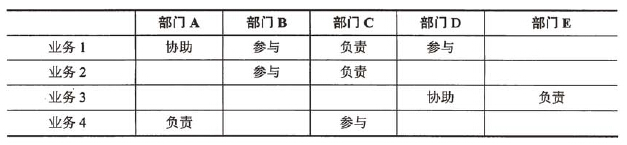 部门 A 部门 B 部门 C 部门 D 部门 E
业务 1 协助 参与 负责 参与
业务 2 参与 负责
业务 3 协助 负责
业务 4 负责 参与